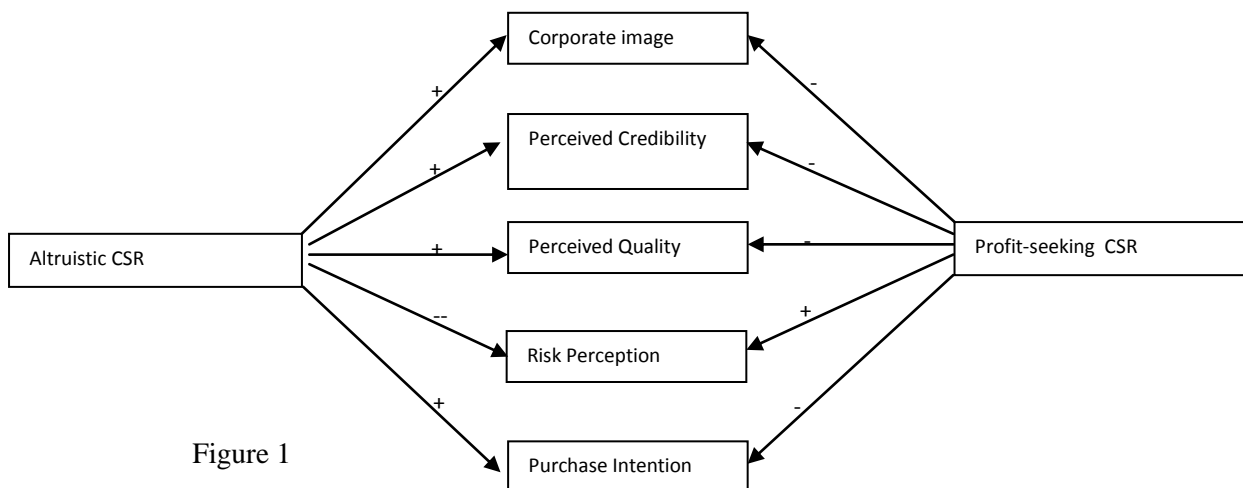 Corporate image
+
-
Perceived Credibility
+
-
Altruistic CSR
+
Perceived Quality
-
Profit-seeking CSR
--
Risk Perception
+
+
Purchase Intention
-
Figure 1